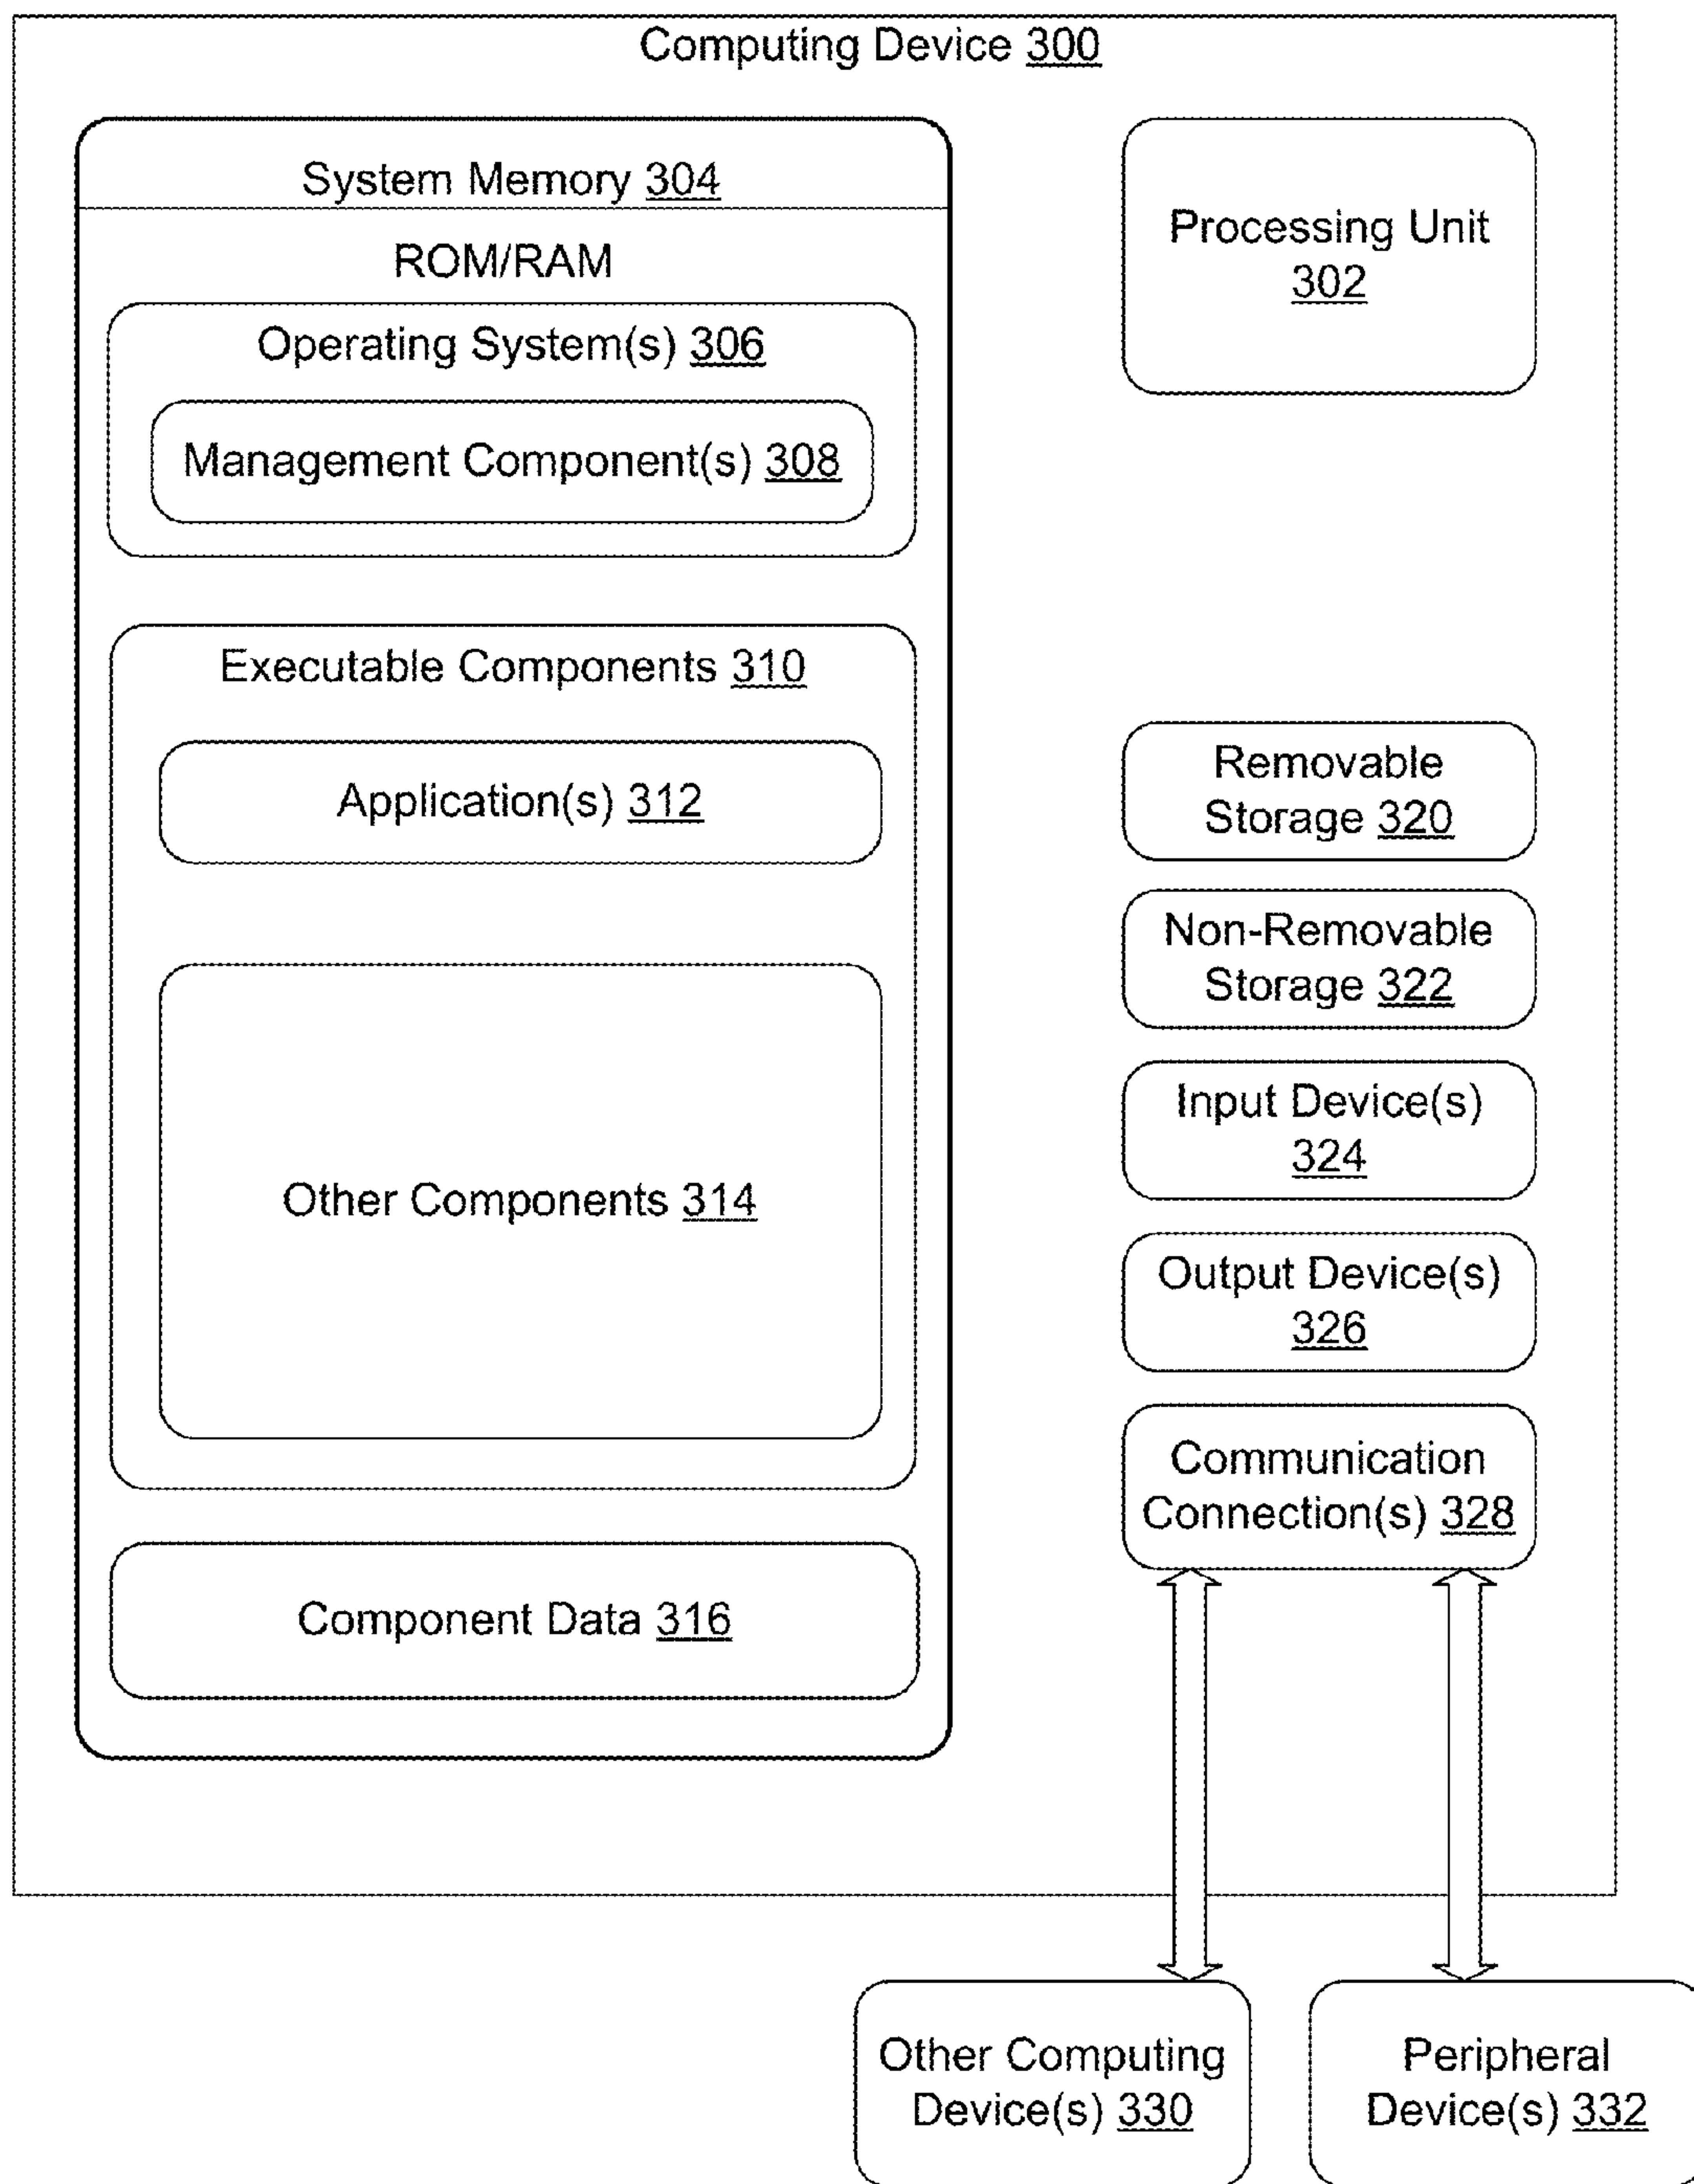 Computing Device 300
System Memory 304
ROM/RAM
Operating System(s) 306
Management Component(s) 308
Executable Components 310
Application(s) 312
Other Components 314
Component Data 316
Processing Unit
302
Removable
Storage 320
Non-Removable
Storage 322
Input Device(s)
324
Output Device(s)
326
Communication
Connection(s) 328
Other Computing
Device(s) 330
Peripheral
Device(s) 332